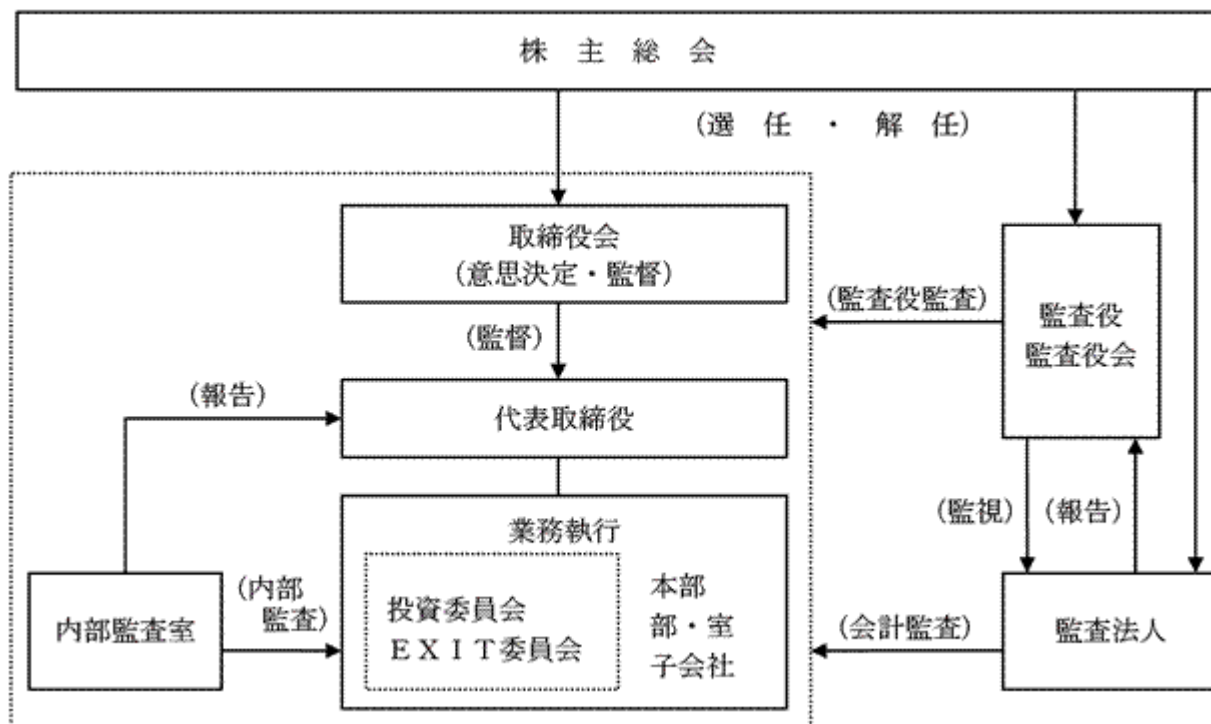 株 主 総 会
(選 任 ・ 解 任)
取締役会
(意思決定・監督)
(監査役監査)
監査役
監査役会
(監督)
(報告)
代表取締役
(監視)
(報告)
業務執行
(内部
監査)
内部監査室
投資委員会
EXIT委員会
本部
部・室
子会社
(会計監査)
監査法人